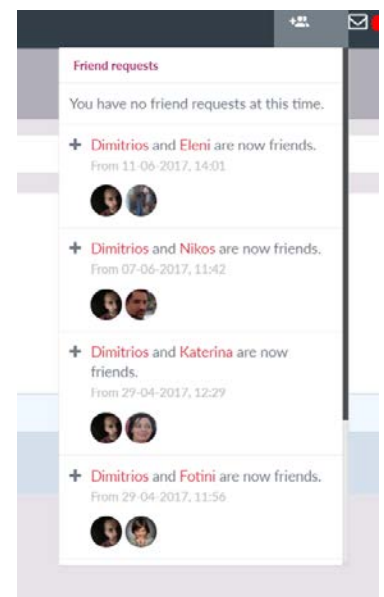 Friend requests
You have no friend requests at this time.
Dimitrios and Eleni are now friends.
From 11-06-2017, 14:01
Dimitrios and Nikos are now friends.
From 07-06-2017, 11:42
Dimitrios and Katerina are now
friends.
From 29-04-2017, 12:29
Dimitrios and Fotini are now friends.
From 29-04-2017, 11:56